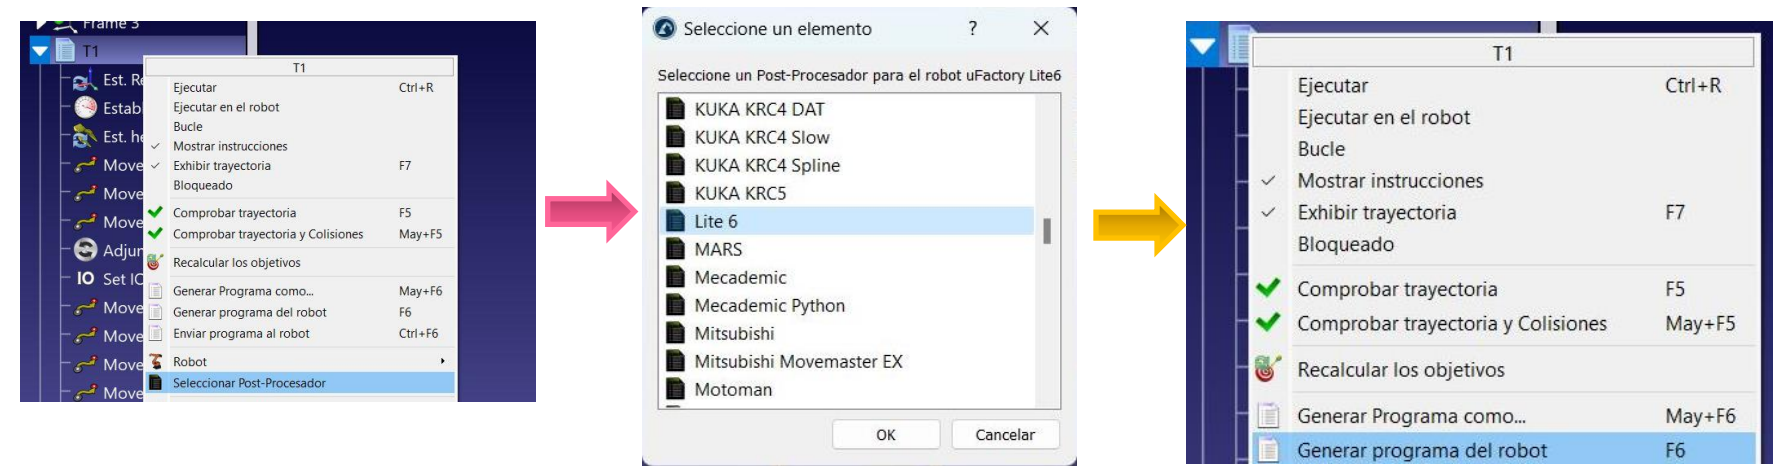 Frame 3
T1
Est. Re
Establ
Est. he
Move
Move
Move
Adjun
IO Set IO
Move
Move
Move
Move
T1
Ejecutar Ctrl+R
Ejecutar en el robot
Bucle
Mostrar instrucciones
Exhibir trayectoria F7
Bloqueado
Comprobar trayectoria F5
Comprobar trayectoria y Colisiones May+F5
Recalcular los objetivos
Generar Programa como... May+F6
Generar programa del robot F6
Enviar programa al robot Ctrl+F6
Robot
Seleccionar Post-Procesador
Seleccione un elemento ?
Seleccione un Post-Procesador para el robot uFactory Lite6
KUKA KRC4 DAT
KUKA KRC4 Slow
KUKA KRC4 Spline
KUKA KRC5
Lite 6
MARS
Mecademic
Mecademic Python
Mitsubishi
Mitsubishi Movemaster EX
Motoman
OK Cancelar
T1
Ejecutar Ctrl+R
Ejecutar en el robot
Bucle
Mostrar instrucciones
Exhibir trayectoria F7
Bloqueado
Comprobar trayectoria F5
Comprobar trayectoria y Colisiones May+F5
Recalcular los objetivos
Generar Programa como... May+F6
Generar programa del robot F6